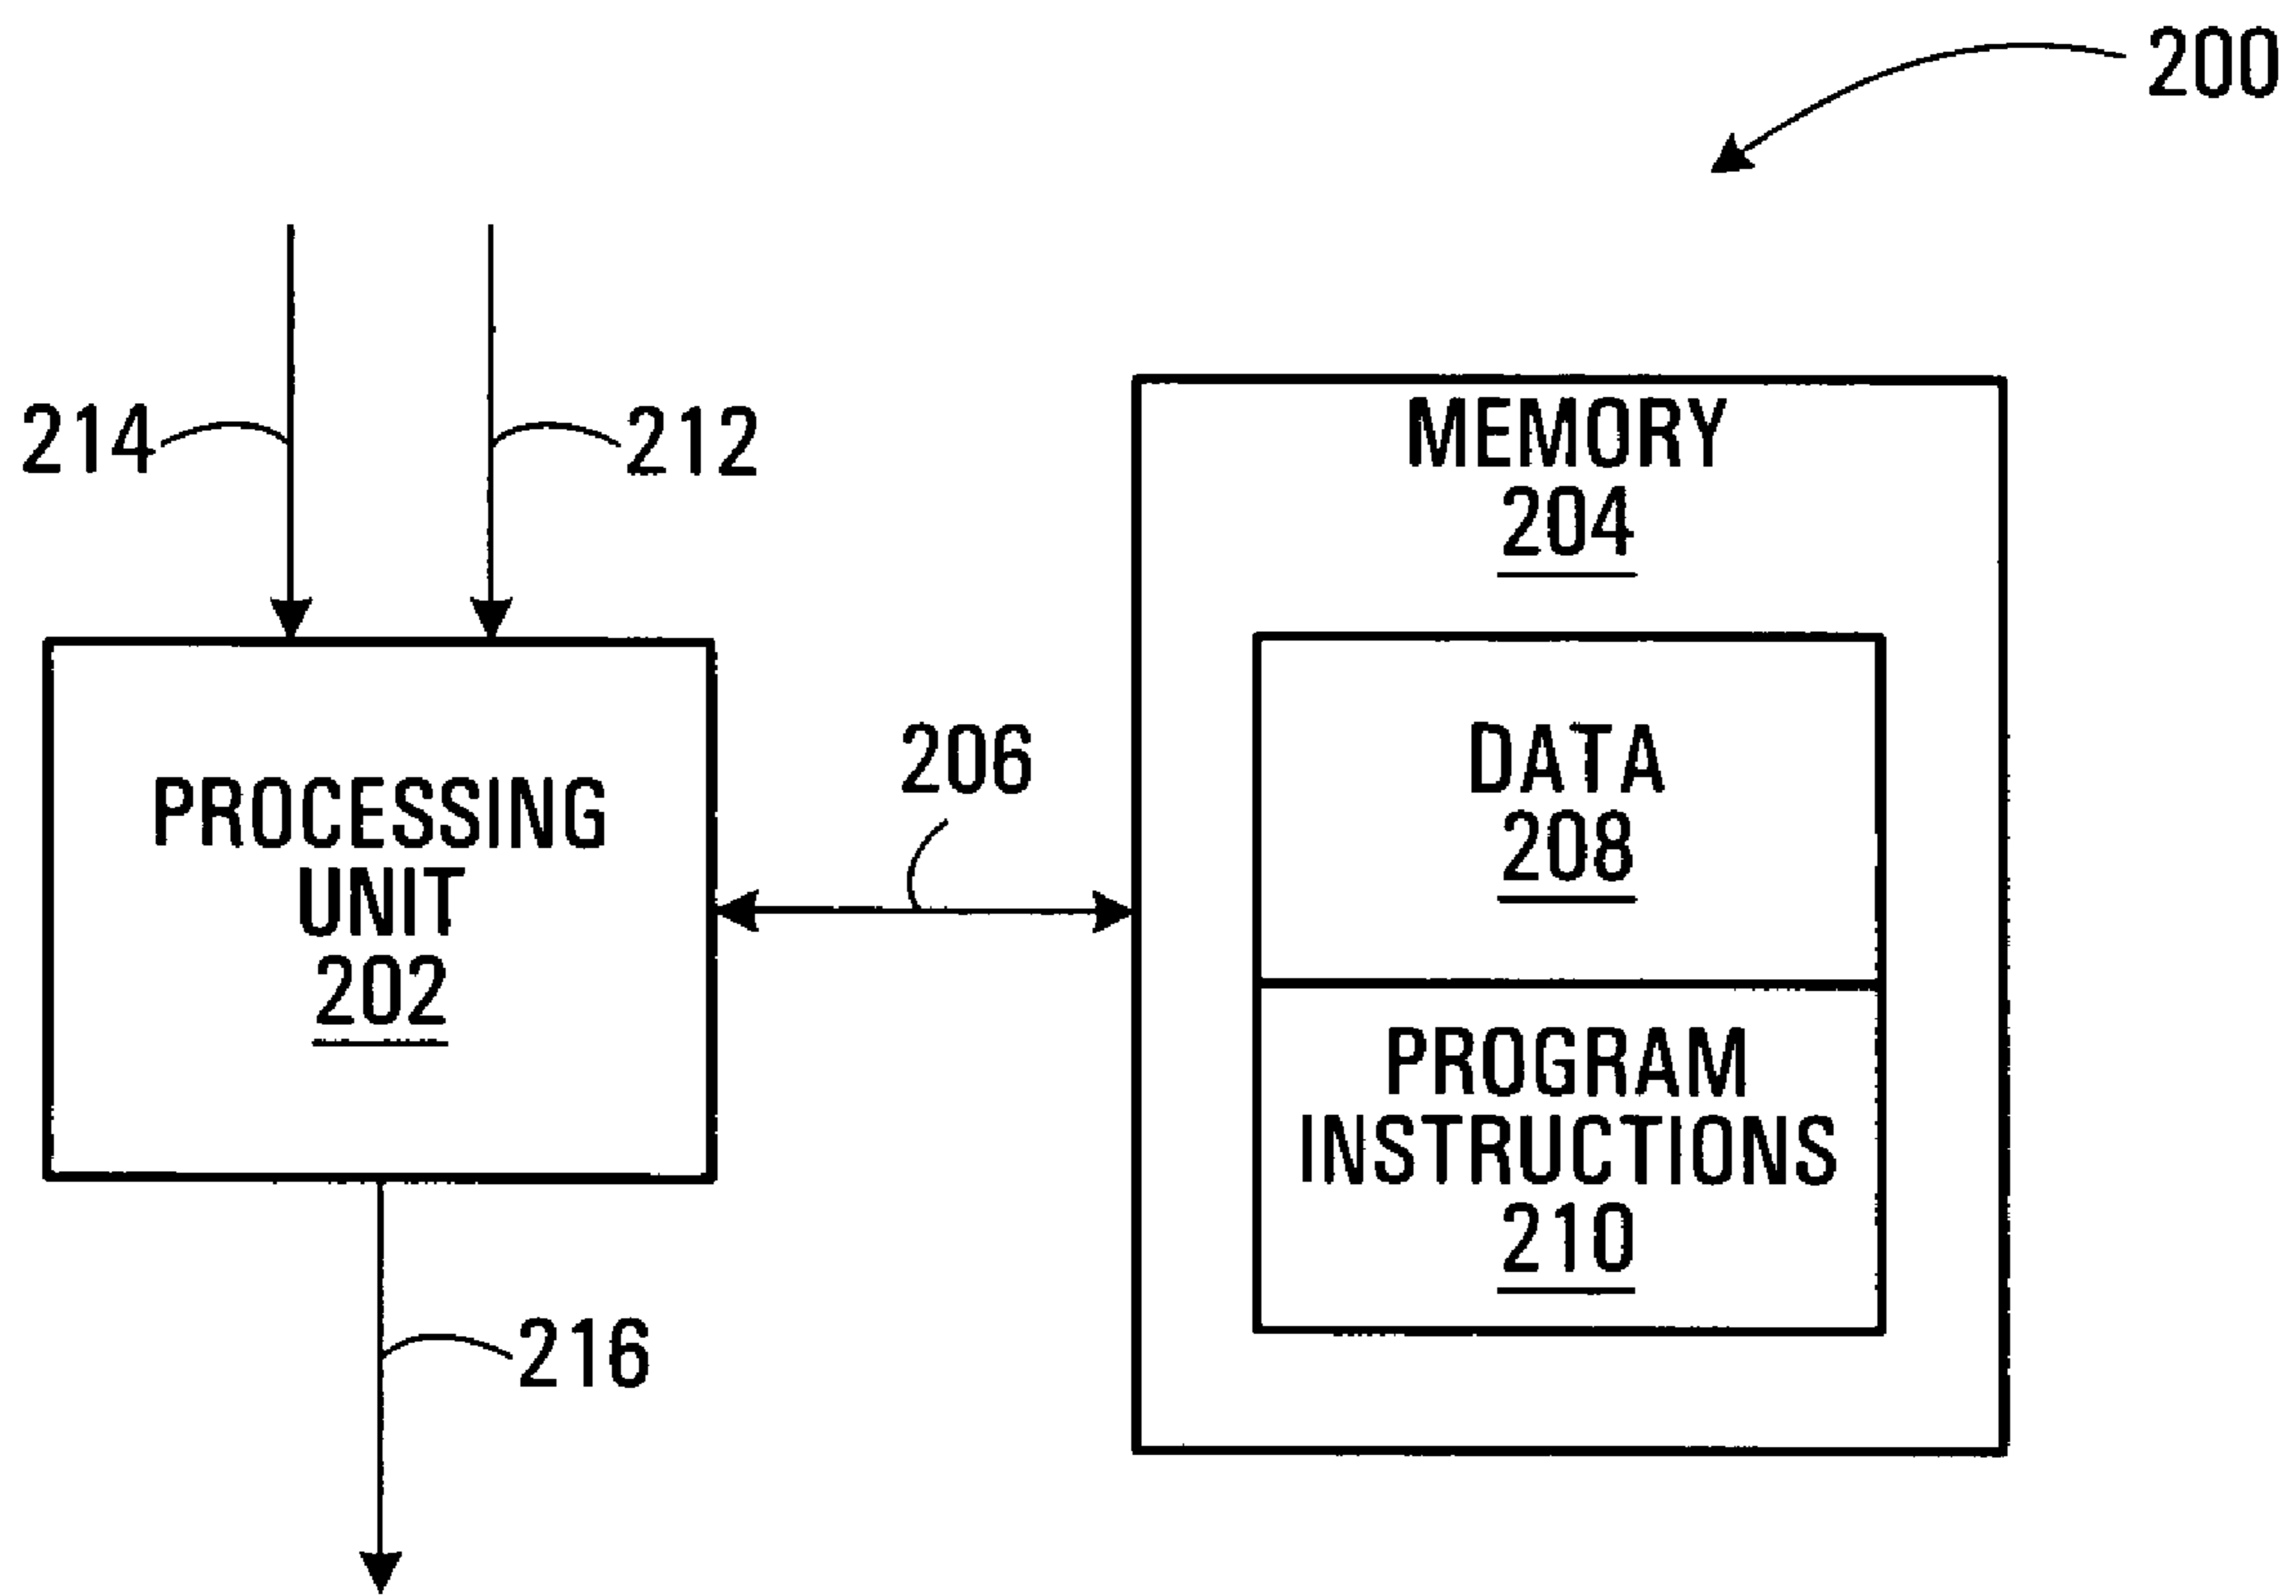 200
214
212
MEMORY
204
206
DATA
208
PROCESSING
UNIT
202
PROGRAM
INSTRUCTIONS
210
216